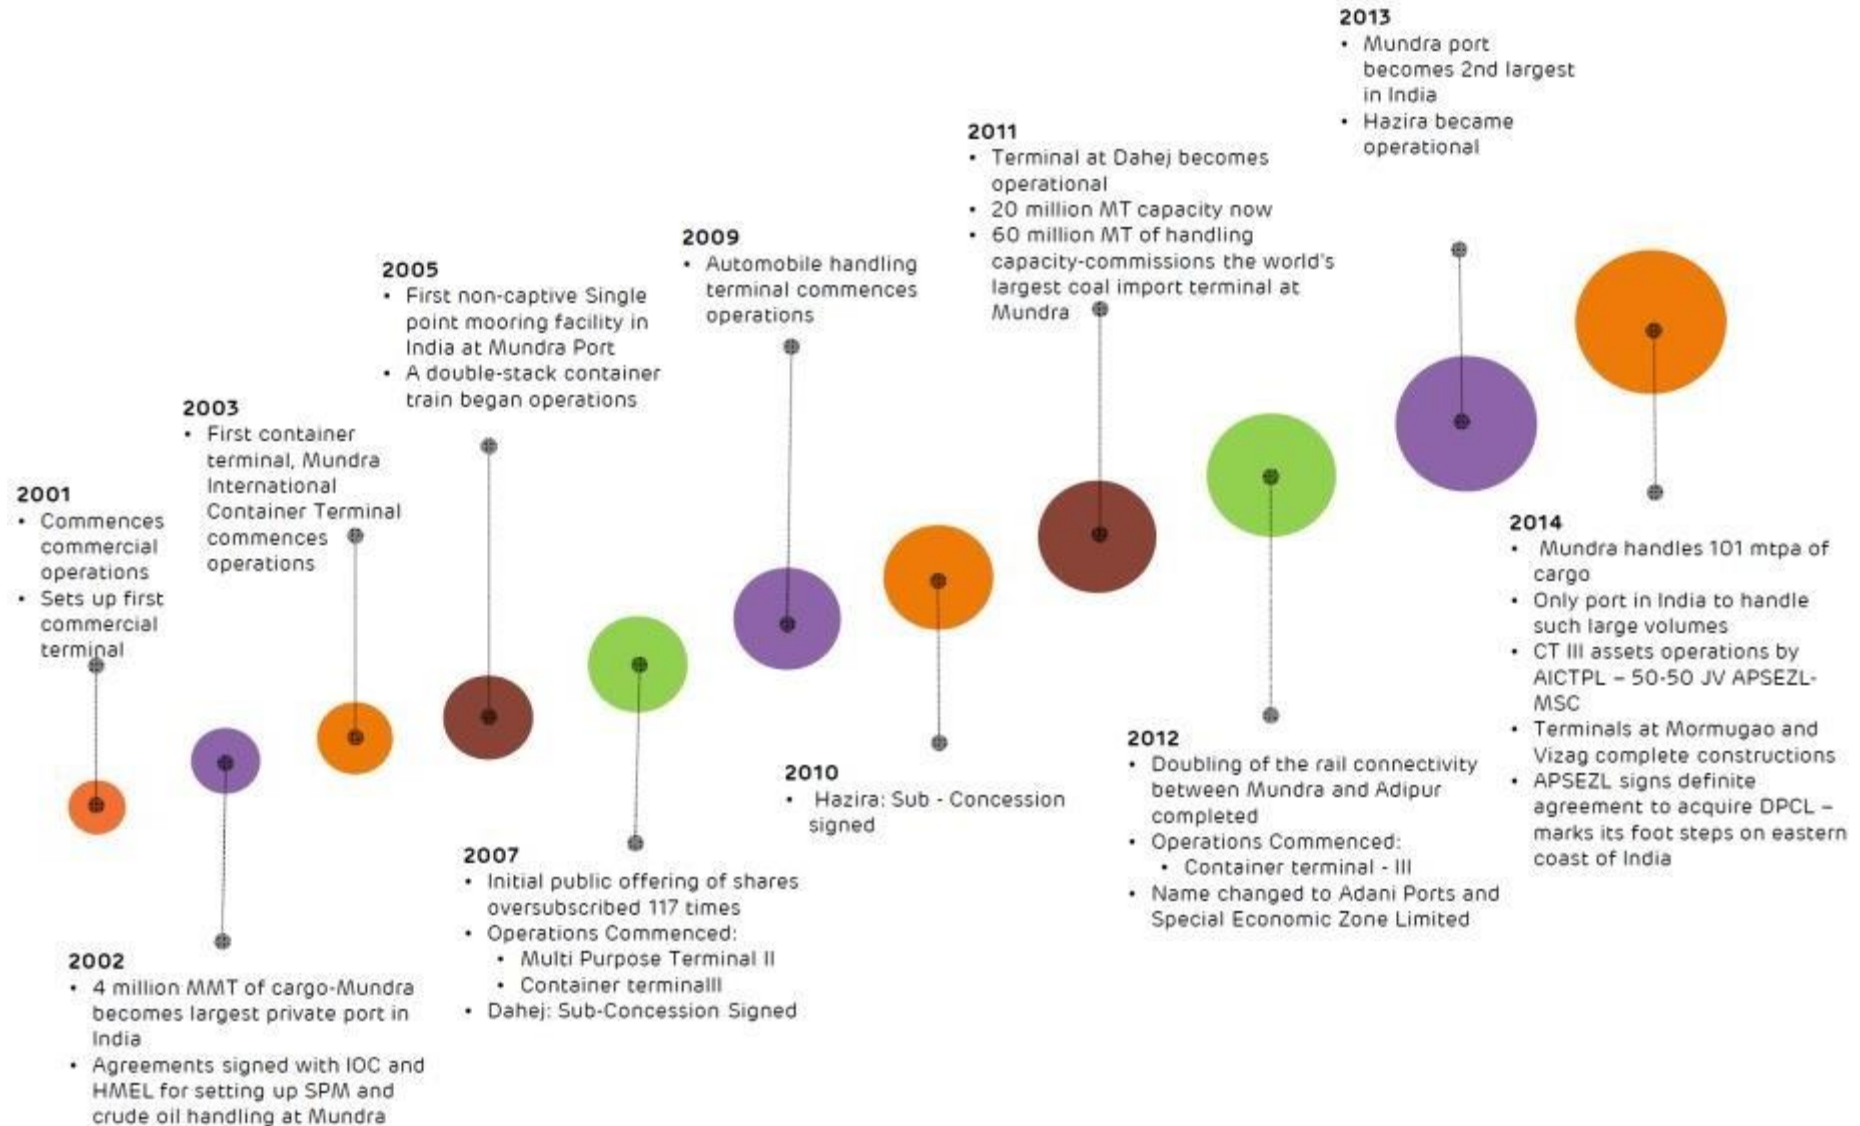 2001
• Commences
commercial
operations
• Sets up first
commercial
terminal
2002
• 4 million MMT of cargo-Mundra
becomes largest private port in
India
• Agreements signed with IOC and
HMEL for setting up SPM and
crude oil handling at Mundra
2003
• First container
terminal, Mundra
International
Container Terminal
commences
operations
2005
• First non-captive Single
point mooring facility in
India at Mundra Port
• A double-stack container
train began operations
2007
• Initial public offering of shares
oversubscribed 117 times
• Operations Commenced:
• Multi Purpose Terminal II
• Container terminalIII
• Dahej: Sub-Concession Signed
2009
• Automobile handling
terminal commences
operations
2010
• Hazira: Sub - Concession
signed
2011
• Terminal at Dahej becomes
operational
• 20 million MT capacity now
• 60 million MT of handling
capacity-commissions the world's
largest coal import terminal at
Mundra
2012
• Doubling of the rail connectivity
between Mundra and Adipur
completed
• Operations Commenced:
• Container terminal - III
• Name changed to Adani Ports and
Special Economic Zone Limited
2013
• Mundra port
becomes 2nd largest
in India
• Hazira became
operational
2014
• Mundra handles 101 mtpa of
cargo
• Only port in India to handle
such large volumes
• CT III assets operations by
AICTPL – 50-50 JV APSEZL-
MSC
• Terminals at Mormugao and
Vizag complete constructions
• APSEZL signs definite
agreement to acquire DPCL –
marks its foot steps on eastern
coast of India